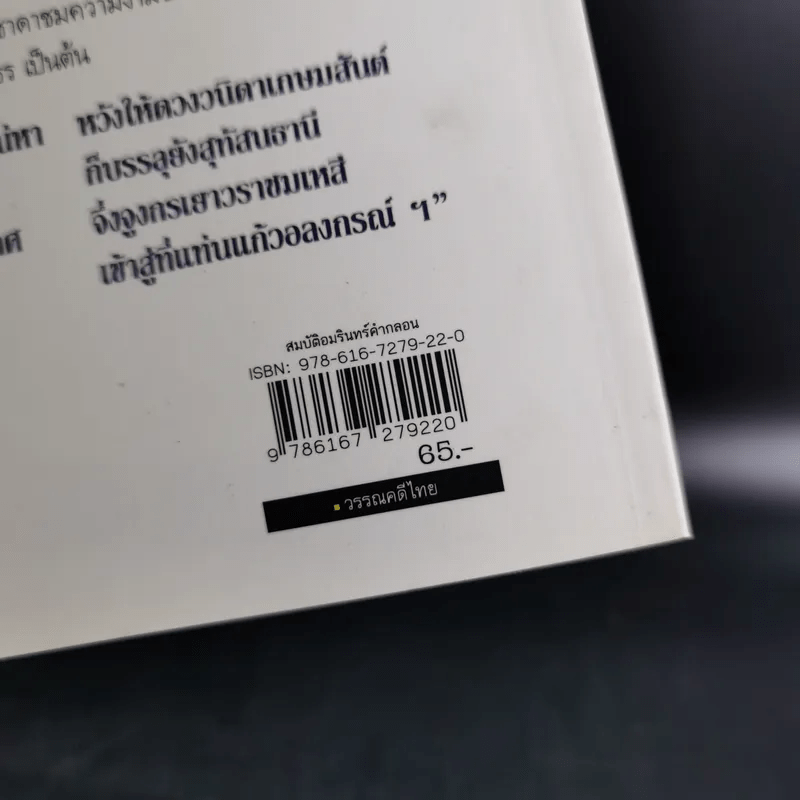 เป็นต้น
หวังให้ดวงวนิดาเกษมสันต์
ก็บรรลุยังสุทัสนธานี
จึ่งจูงกรเยาวราชมเหสี
เข้าสู่ที่แท่นแก้วอลงกรณ์ ฯ”
สมบัติอมรินทร์คำกลอน
ISBN: 978-616-7279-22-0
9 786167 279220
65.-
วรรณคดีไทย